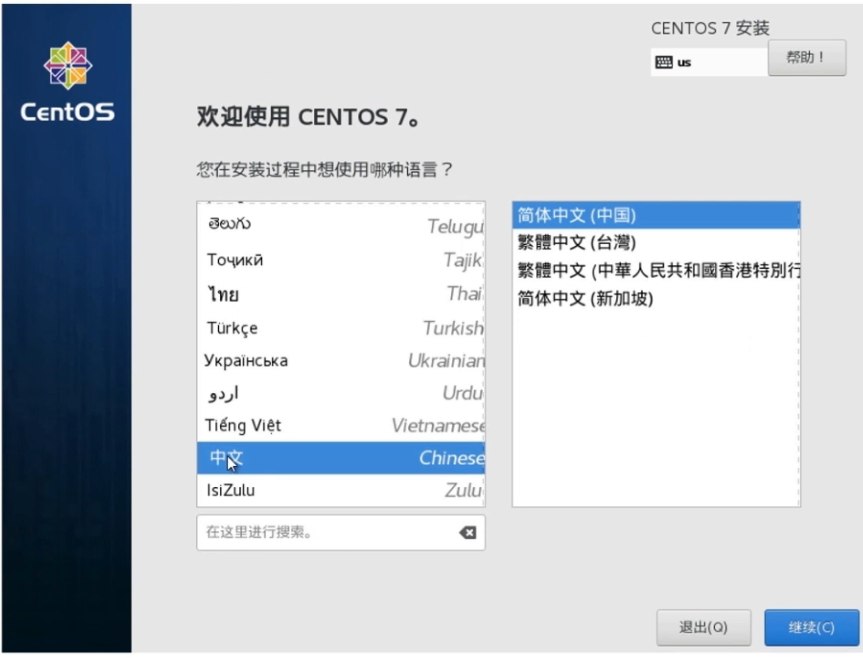 CentOS
CENTOS 7 安装
us
帮助！
欢迎使用 CENTOS 7。
您在安装过程中想使用哪种语言？
తెలుగు Telugu
Тоҷикӣ Tajik
ไทย Thai
Türkçe Turkish
Українська Ukrainian
اردو Urdu
Tiếng Việt Vietnamese
中文 Chinese
IsiZulu Zulu
在这里进行搜索。
简体中文 (中国)
繁體中文 (台灣)
繁體中文 (中華人民共和國香港特別行
简体中文 (新加坡)
退出(Q)
继续(C)